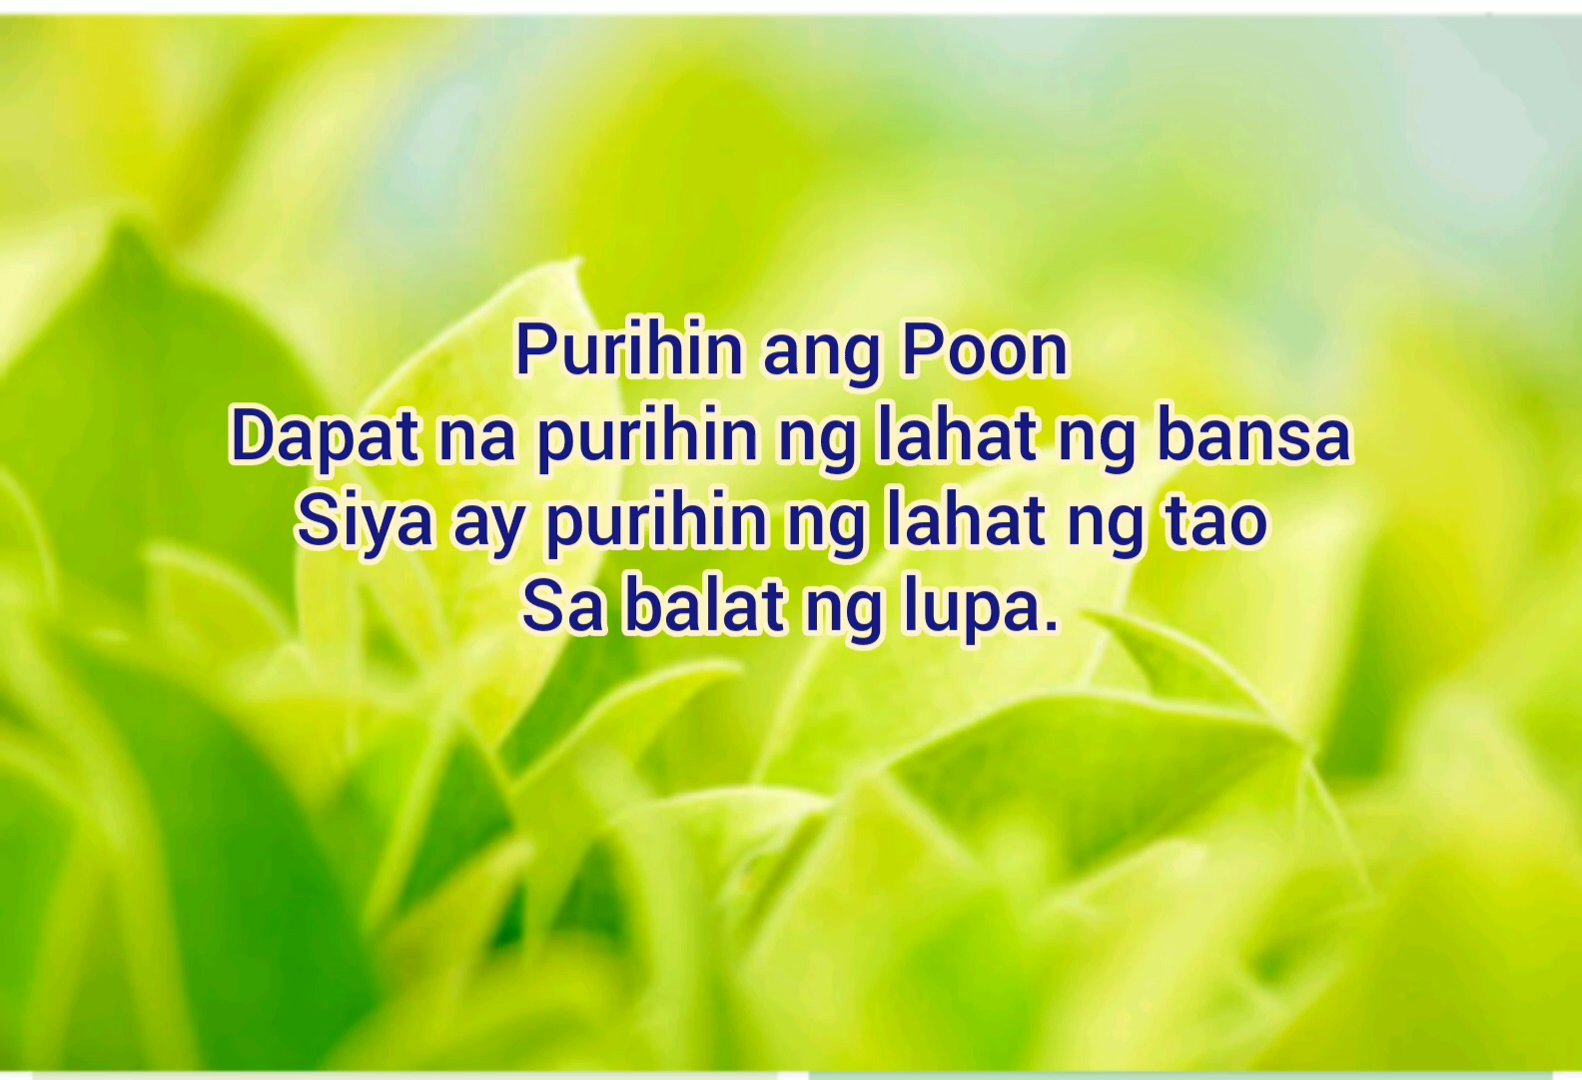 Purihin ang Poon
Dapat na purihin ng lahat ng bansa
Siya ay purihin ng lahat ng tao
Sa balat ng lupa.